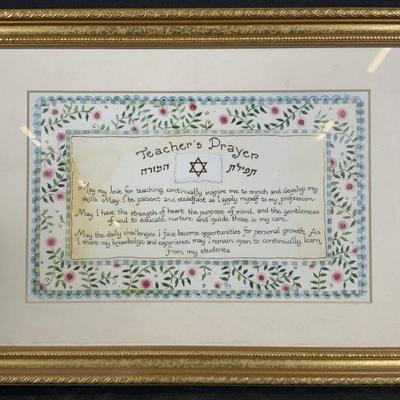 Teacher's Prayer
תפילת המורה
May my love for teaching continually inspire me to enrich and develop my
skills. May I be patient and steadfast as I apply myself to my profession.
May I have the strength of heart, the purpose of mind, and the gentleness
of soul to educate, nurture and guide those in my care.
May the daily challenges I face become opportunities for personal growth. As
I share my knowledge and experience, may I remain open to continually learn
from my students.